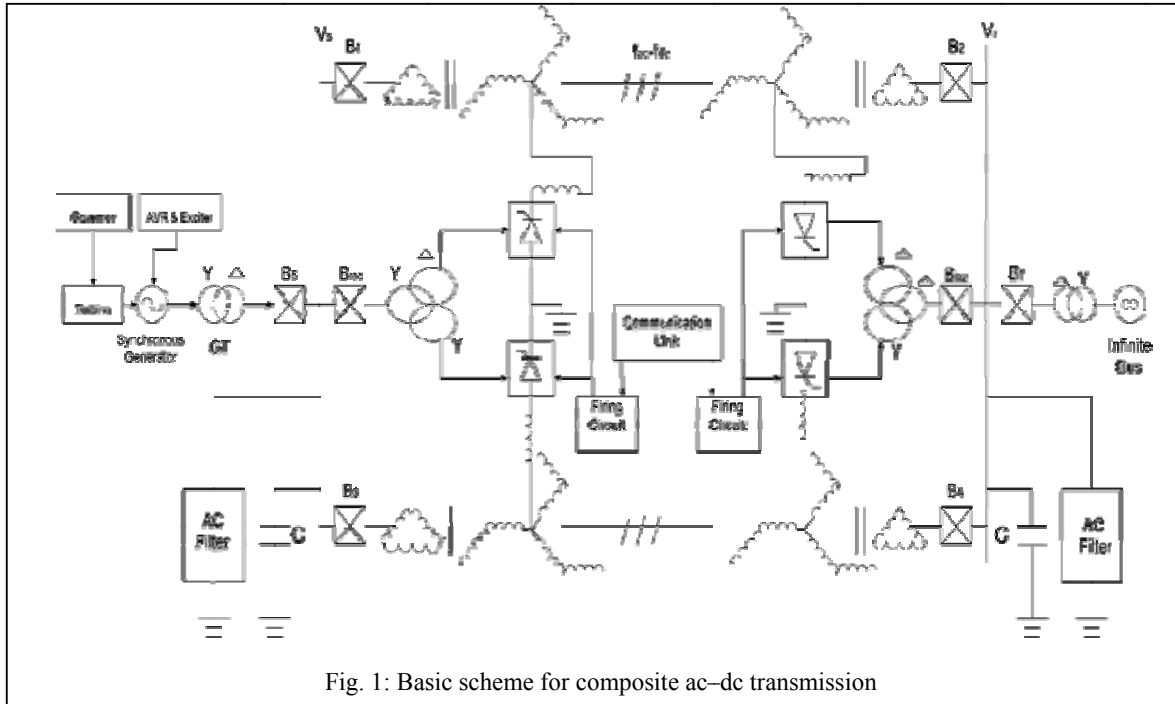 Vs
B1
B2
Governor
AVR & Exciter
Y
Δ
Bs
Y
Δ
Δ
Δ
Y
Turbine
Synchronous
Generator
GT
Y
Y
Communication
Unit
Infinite
Bus
Firing
Circuit
Firing
Circuit
B3
B4
AC
Filter
C
C
AC
Filter
Fig. 1: Basic scheme for composite ac–dc transmission